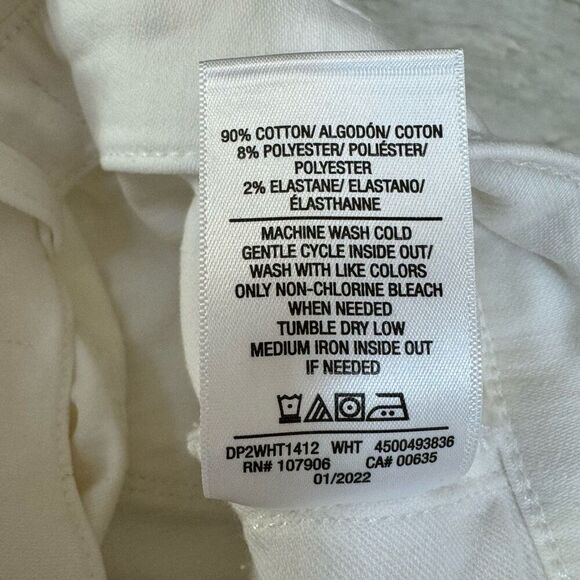 90% COTTON/ ALGODÓN/ COTON
8% POLYESTER/ POLIÉSTER/
POLYESTER
2% ELASTANE/ ELASTANO/
ÉLASTHANNE
MACHINE WASH COLD
GENTLE CYCLE INSIDE OUT/
WASH WITH LIKE COLORS
ONLY NON-CHLORINE BLEACH
WHEN NEEDED
TUMBLE DRY LOW
MEDIUM IRON INSIDE OUT
IF NEEDED
DP2WHT1412 WHT 4500493836
RN# 107906 CA# 00635
01/2022